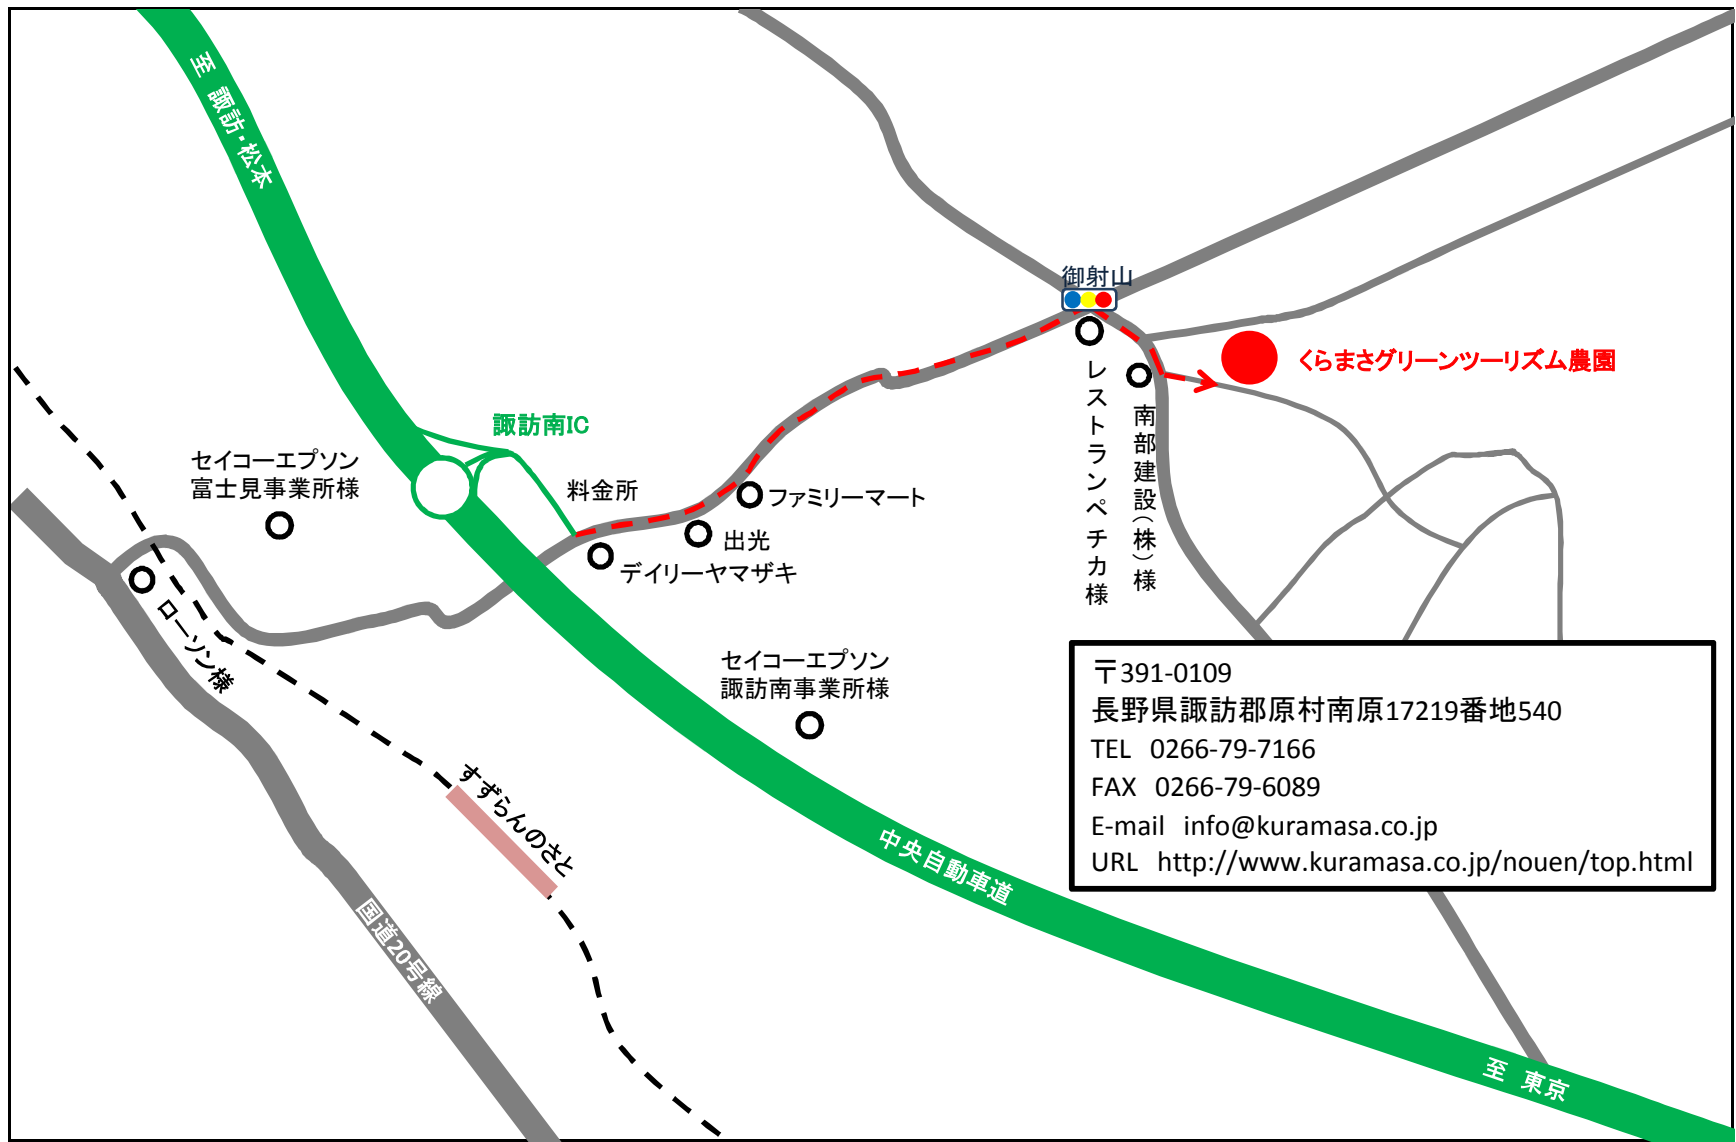 至 諏訪・松本
御射山
くらまさグリーンツーリズム農園
レストランペチカ様
南部建設(株)様
諏訪南IC
セイコーエプソン
富士見事業所様
料金所
ファミリーマート
出光
デイリーヤマザキ
ローソン様
セイコーエプソン
諏訪南事業所様
すずらんのさと
中央自動車道
国道20号線
至 東京
〒391-0109
長野県諏訪郡原村南原17219番地540
TEL 0266-79-7166
FAX 0266-79-6089
E-mail info@kuramasa.co.jp
URL http://www.kuramasa.co.jp/nouen/top.html